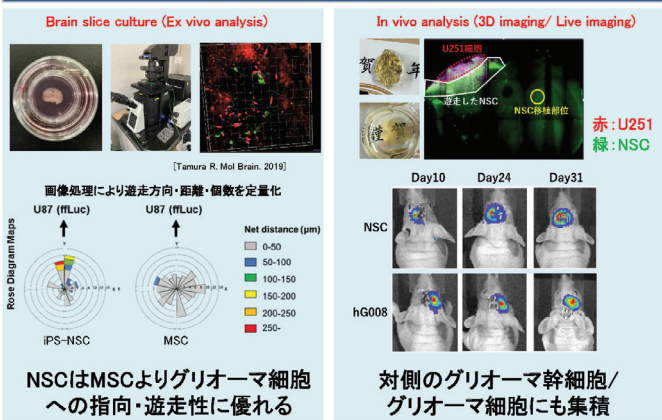 Brain slice culture (Ex vivo analysis)
[Tamura R. Mol Brain. 2019]
画像処理により遊走方向・距離・個数を定量化
U87 (ffLuc)
U87 (ffLuc)
Rose Diagram Maps
Y
Y
X
X
Net distance (μm)
0-50
50-100
100-150
150-200
200-250
250-
iPS-NSC
MSC
NSCはMSCよりグリオーマ細胞
への指向・遊走性に優れる
In vivo analysis (3D imaging/ Live imaging)
賀
年
謹
賀
U251細胞
遊走したNSC
NSC移植部位
赤：U251
緑：NSC
Day10
Day24
Day31
NSC
hG008
対側のグリオーマ幹細胞/
グリオーマ細胞にも集積